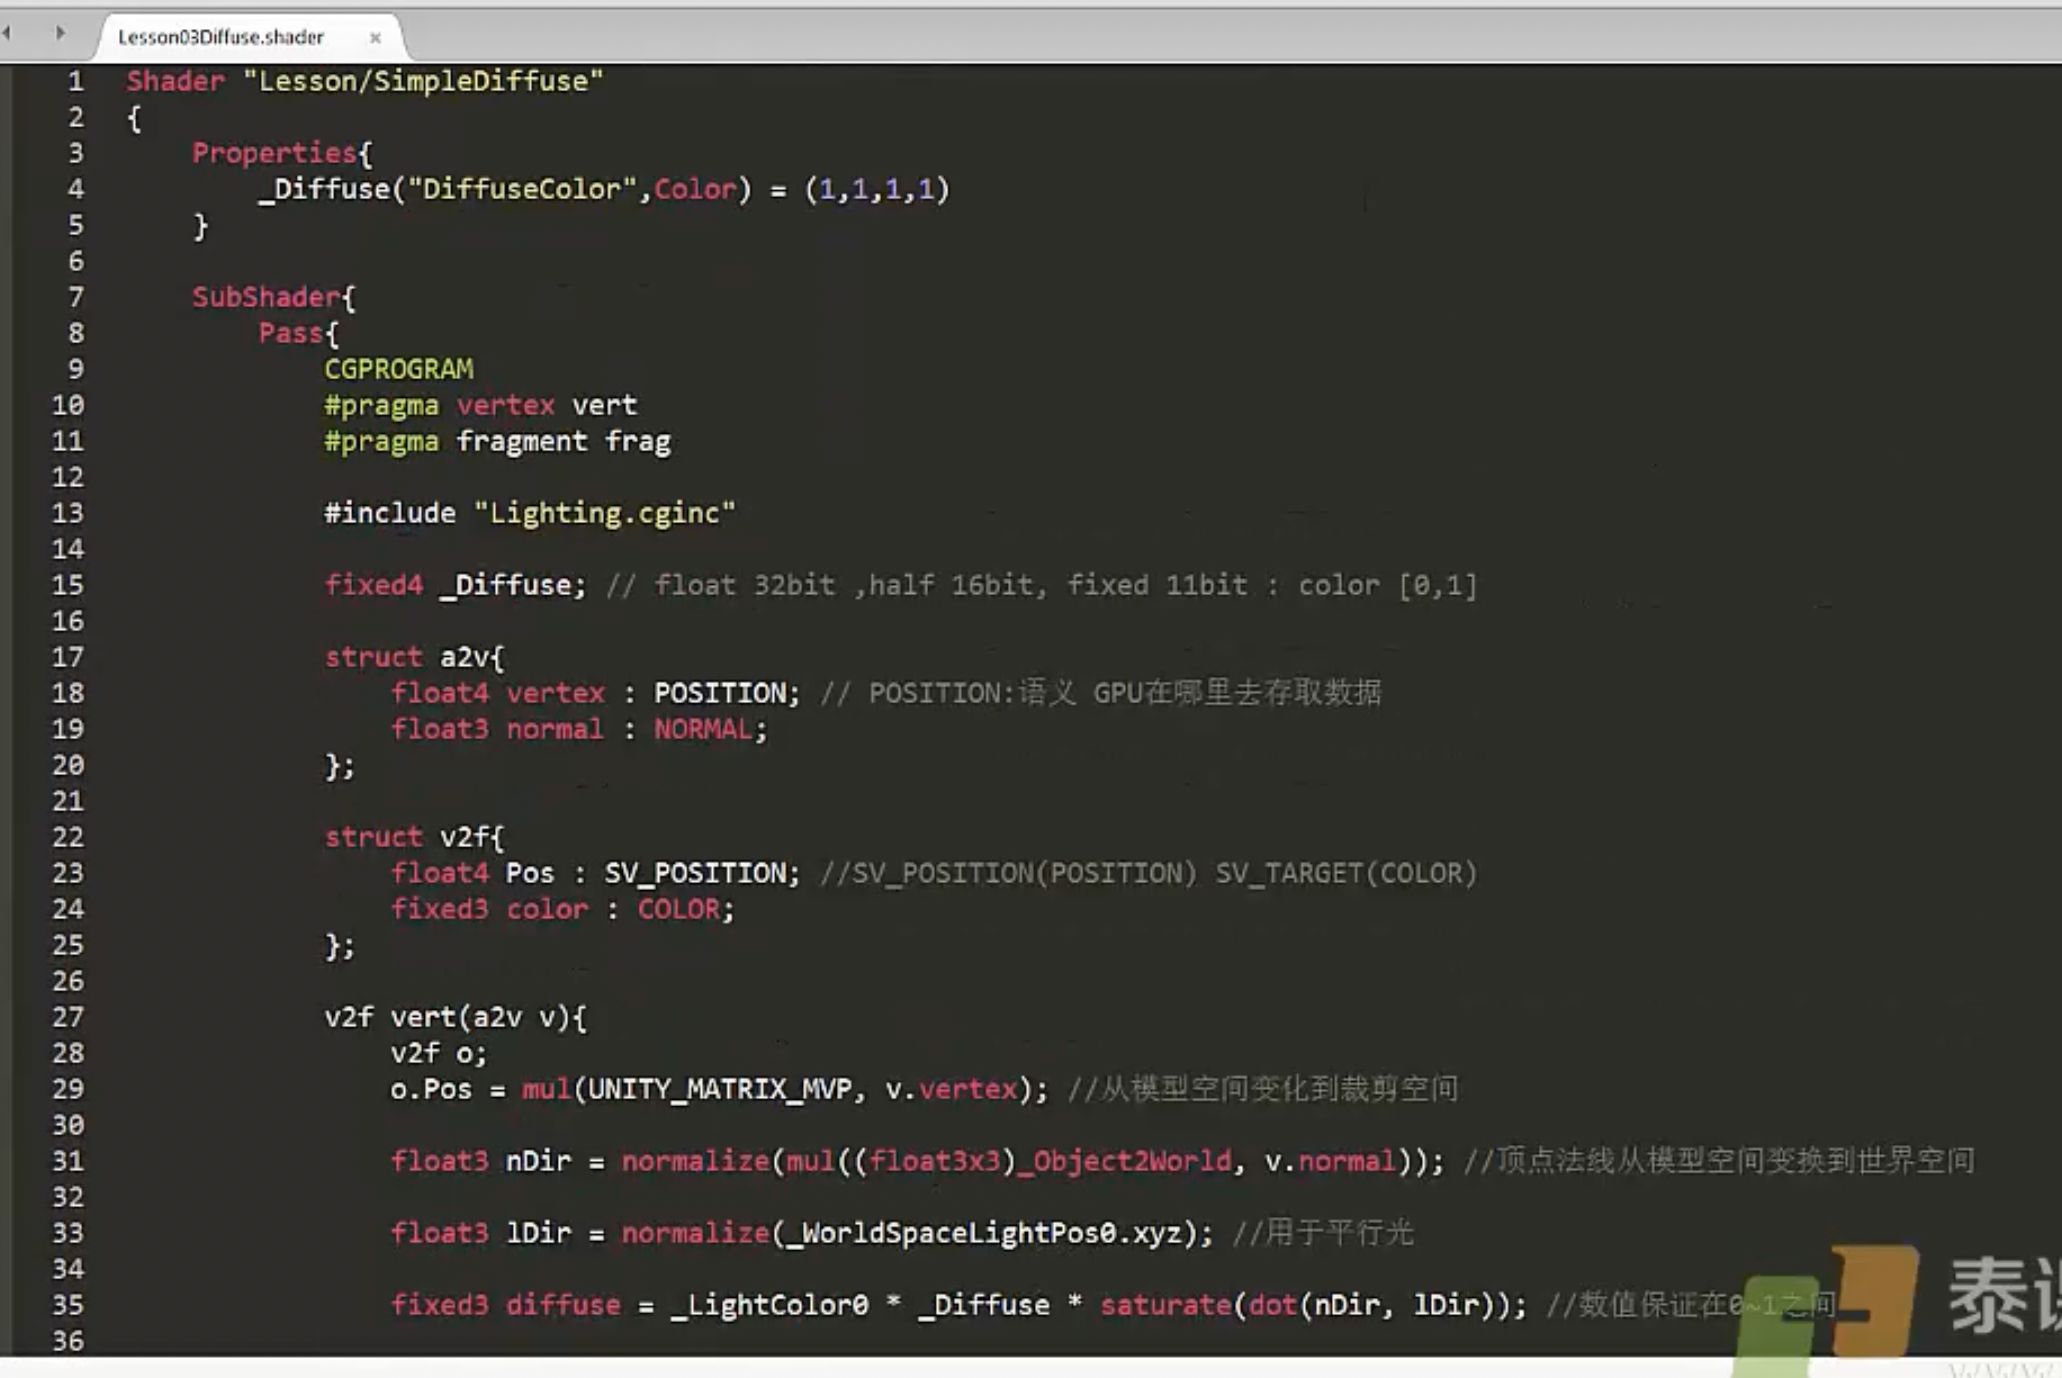 Lesson03Diffuse.shader ×
1 Shader "Lesson/SimpleDiffuse"
2 {
3 Properties{
4 _Diffuse("DiffuseColor",Color) = (1,1,1,1)
5 }
6
7 SubShader{
8 Pass{
9 CGPROGRAM
10 #pragma vertex vert
11 #pragma fragment frag
12
13 #include "Lighting.cginc"
14
15 fixed4 _Diffuse; // float 32bit ,half 16bit, fixed 11bit : color [0,1]
16
17 struct a2v{
18 float4 vertex : POSITION; // POSITION:语义 GPU在哪里去存取数据
19 float3 normal : NORMAL;
20 };
21
22 struct v2f{
23 float4 Pos : SV_POSITION; //SV_POSITION(POSITION) SV_TARGET(COLOR)
24 fixed3 color : COLOR;
25 };
26
27 v2f vert(a2v v){
28 v2f o;
29 o.Pos = mul(UNITY_MATRIX_MVP, v.vertex); //从模型空间变化到裁剪空间
30
31 float3 nDir = normalize(mul((float3x3)_Object2World, v.normal)); //顶点法线从模型空间变换到世界空间
32
33 float3 lDir = normalize(_WorldSpaceLightPos0.xyz); //用于平行光
34
35 fixed3 diffuse = _LightColor0 * _Diffuse * saturate(dot(nDir, lDir)); //数值保证在0~1之间
36
泰